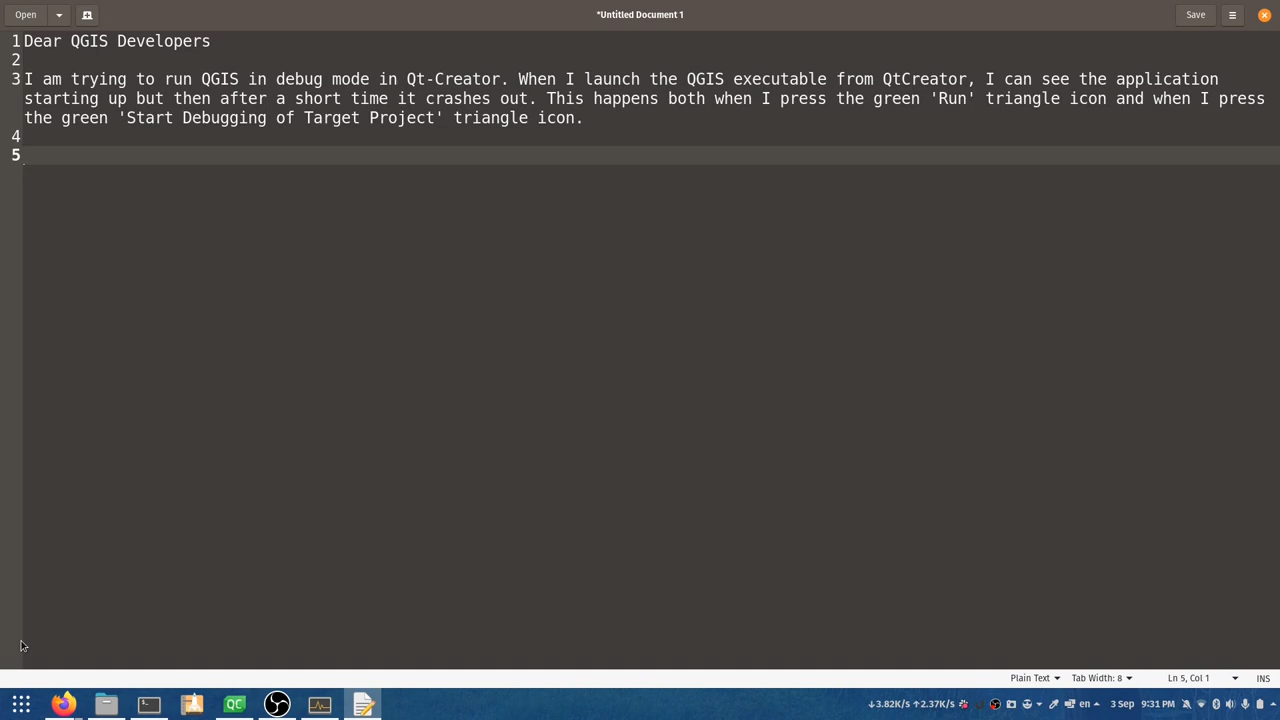 Open
*Untitled Document 1
Save
1 Dear QGIS Developers
2
3 I am trying to run QGIS in debug mode in Qt-Creator. When I launch the QGIS executable from QtCreator, I can see the application
starting up but then after a short time it crashes out. This happens both when I press the green 'Run' triangle icon and when I press
the green 'Start Debugging of Target Project' triangle icon.
4
5
Plain Text
Tab Width: 8
Ln 5, Col 1
INS
QC
↓3.82K/s ↑2.37K/s
en
3 Sep
9:31 PM